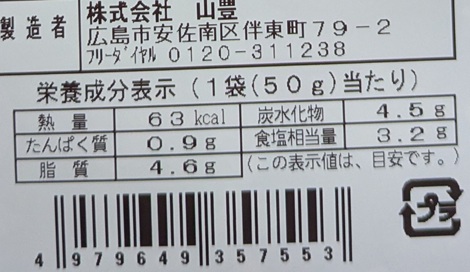 製造者
株式会社 山豊
広島市安佐南区伴東町79-2
フリーダイヤル 0120-311238
栄養成分表示(1袋(50g)当たり)
熱量 63kcal 炭水化物 4.5g
たんぱく質 0.9g 食塩相当量 3.2g
脂質 4.6g (この表示値は、目安です。)
プラ
4 979649 357553